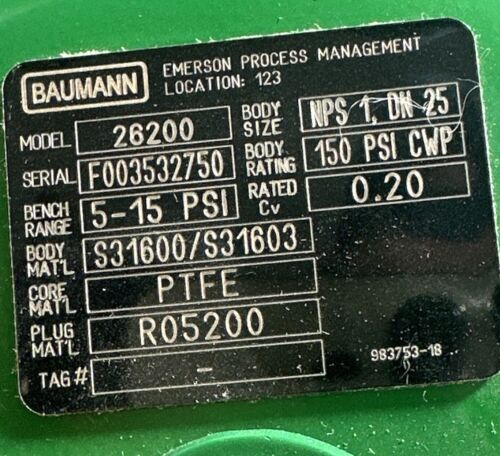 BAUMANN
EMERSON PROCESS MANAGEMENT
LOCATION: 123
MODEL 26200
SERIAL F003532750
BENCH RANGE 5-15 PSI
BODY MAT'L S31600/S31603
CORE MAT'L PTFE
PLUG MAT'L R05200
TAG# -
BODY SIZE NPS 1, DN 25
BODY RATING 150 PSI CWP
RATED Cv 0.20
983753-18